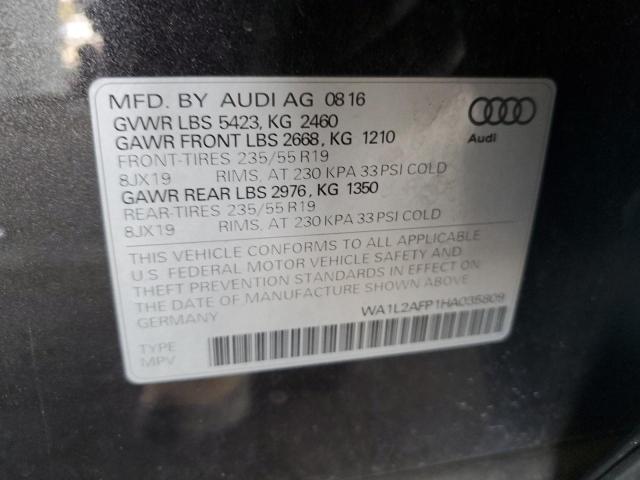 MFD. BY AUDI AG 08 16
GVWR LBS 5423, KG 2460
GAWR FRONT LBS 2668, KG 1210
FRONT-TIRES 235/55 R19
8JX19 RIMS, AT 230 KPA 33 PSI COLD
GAWR REAR LBS 2976, KG 1350
REAR-TIRES 235/55 R19
8JX19 RIMS, AT 230 KPA 33 PSI COLD
Audi
THIS VEHICLE CONFORMS TO ALL APPLICABLE
U.S. FEDERAL MOTOR VEHICLE SAFETY AND
THEFT PREVENTION STANDARDS IN EFFECT ON
THE DATE OF MANUFACTURE SHOWN ABOVE.
GERMANY
WA1L2AFP1HA035809
TYPE
MPV